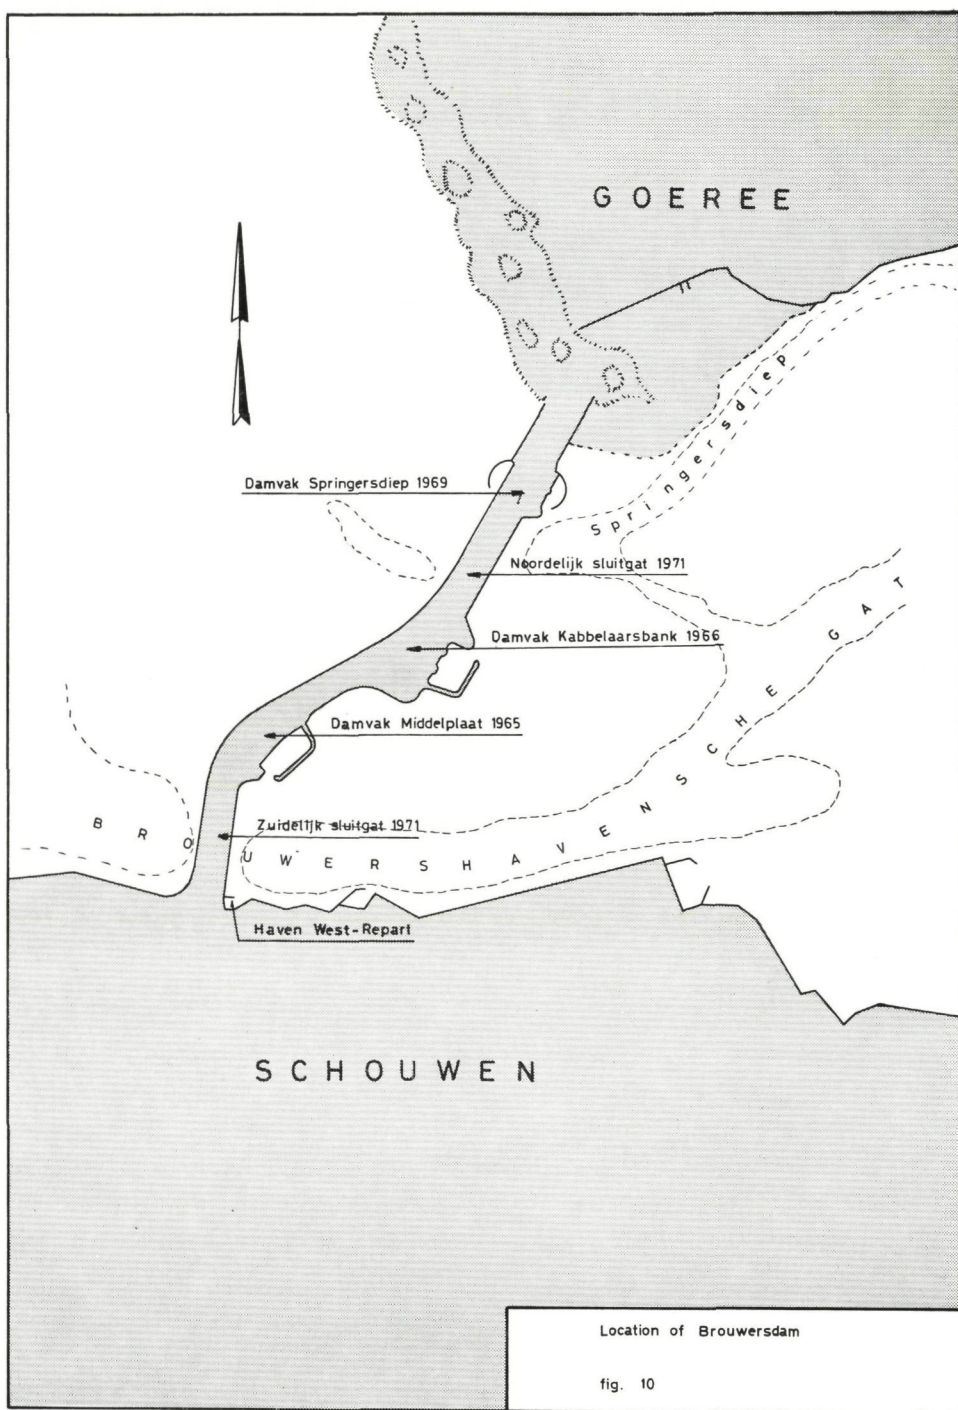 GOEREE
Springersdiep
Damvak Springersdiep 1969
Noordelijk sluitgat 1971
Damvak Kabbelaarsbank 1966
Damvak Middelplaat 1965
Zuidelijk sluitgat 1971
BROUWERSHAVENSCHE GAT
Haven West-Repart
SCHOUWEN
Location of Brouwersdam
fig. 10